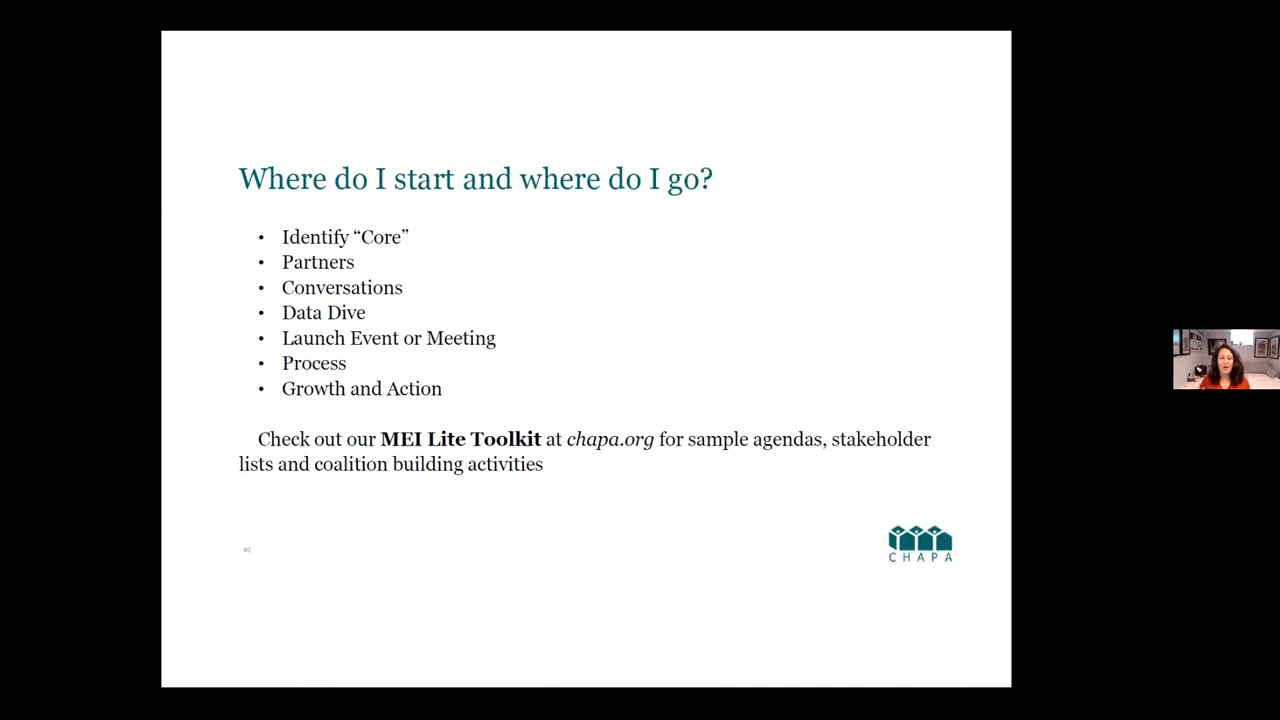 Where do I start and where do I go?
• Identify “Core”
• Partners
• Conversations
• Data Dive
• Launch Event or Meeting
• Process
• Growth and Action
Check out our MEI Lite Toolkit at chapa.org for sample agendas, stakeholder
lists and coalition building activities
40
CHAPA